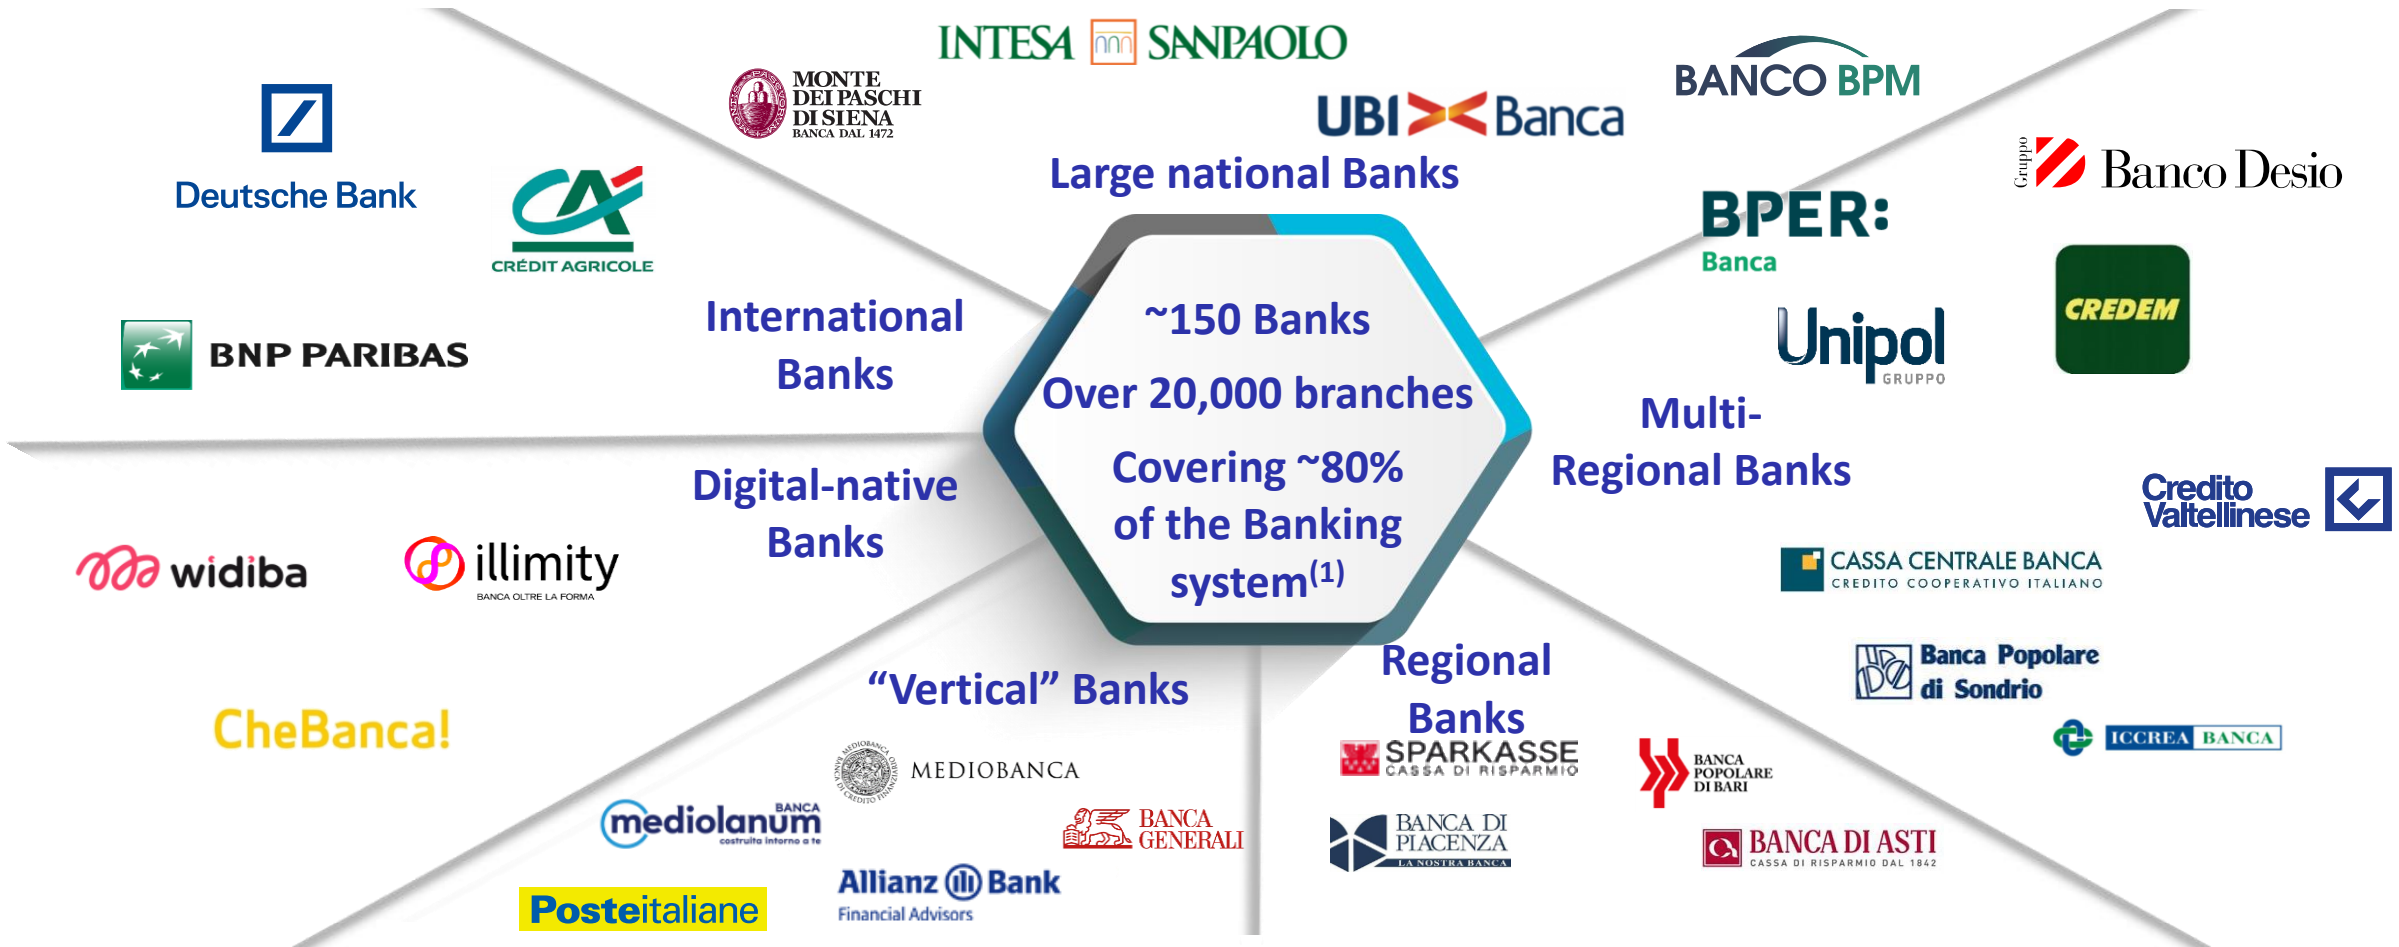 INTESA SANPAOLO
MONTE
DEI PASCHI
DI SIENA
BANCA DAL 1472
UBI Banca
BANCO BPM
Large national Banks
Deutsche Bank
CRÉDIT AGRICOLE
BNP PARIBAS
International
Banks
Gruppo
Banco Desio
BPER:
Banca
CREDEM
Unipol
GRUPPO
Multi-
Regional Banks
Credito
Valtellinese
CASSA CENTRALE BANCA
CREDITO COOPERATIVO ITALIANO
Banca Popolare
di Sondrio
ICCREA BANCA
~150 Banks
Over 20,000 branches
Covering ~80%
of the Banking
system(1)
Digital-native
Banks
widiba
illimity
BANCA OLTRE LA FORMA
CheBanca!
"Vertical" Banks
MEDIOBANCA
BANCA
mediolanum
costruita intorno a te
BANCA
GENERALI
Allianz Bank
Financial Advisors
Posteitaliane
Regional
Banks
SPARKASSE
CASSA DI RISPARMIO
BANCA
POPOLARE
DI BARI
BANCA DI
PIACENZA
LA NOSTRA BANCA
BANCA DI ASTI
CASSA DI RISPARMIO DAL 1842